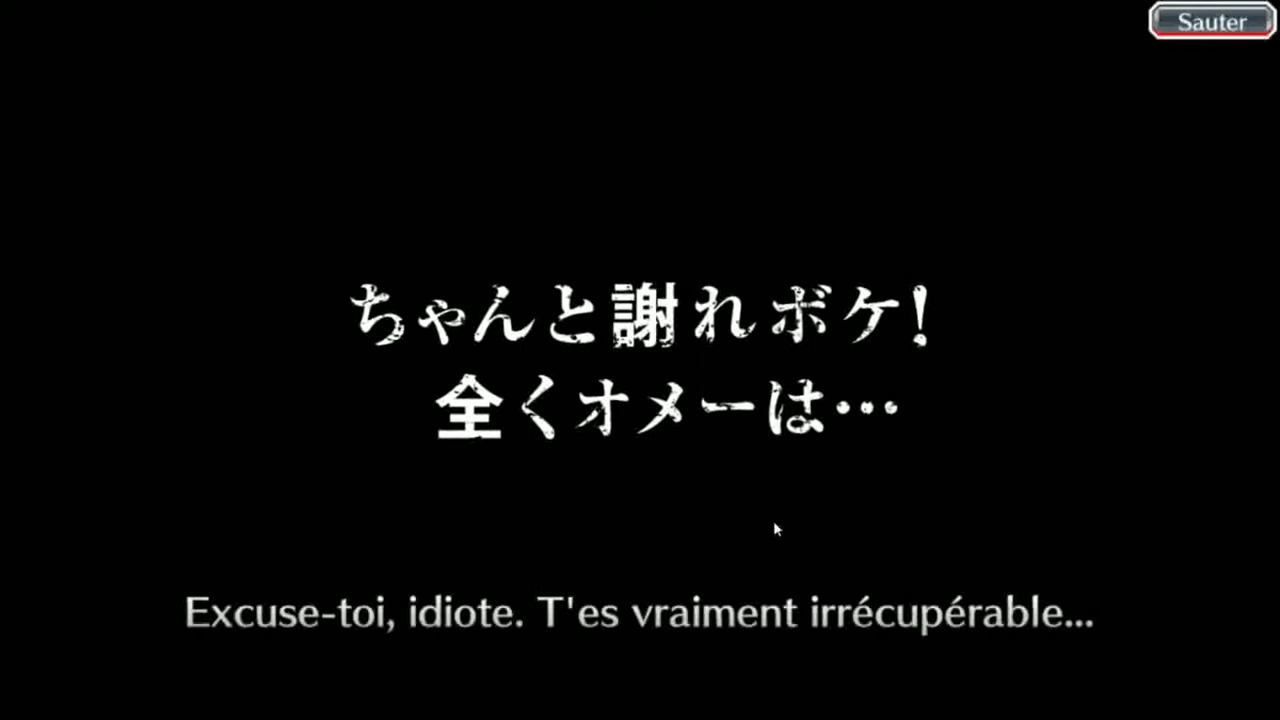 Sauter
ちゃんと謝れボケ！
全くオメーは…
Excuse-toi, idiote. T'es vraiment irrécupérable...